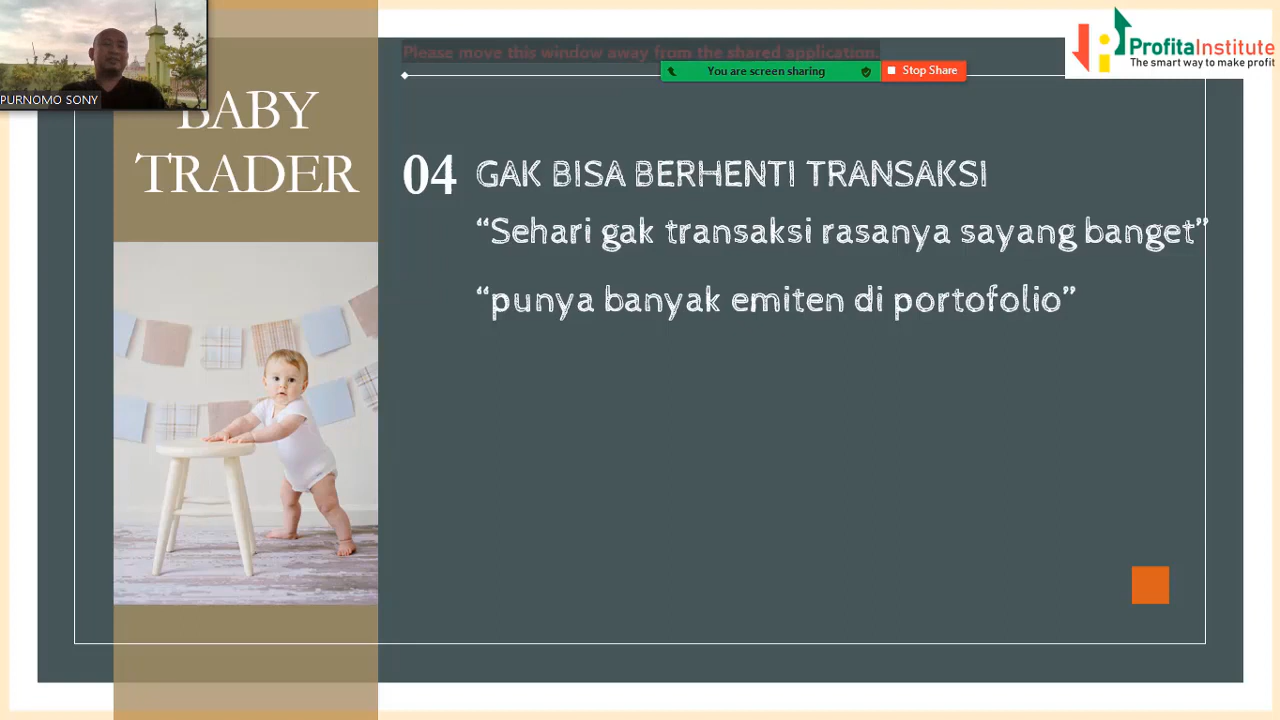 PURNOMO SONY
BABY
TRADER
Please move this window away from the shared application.
You are screen sharing
Stop Share
ProfitaInstitute
The smart way to make profit
04 GAK BISA BERHENTI TRANSAKSI
“Sehari gak transaksi rasanya sayang banget”
“punya banyak emiten di portofolio”